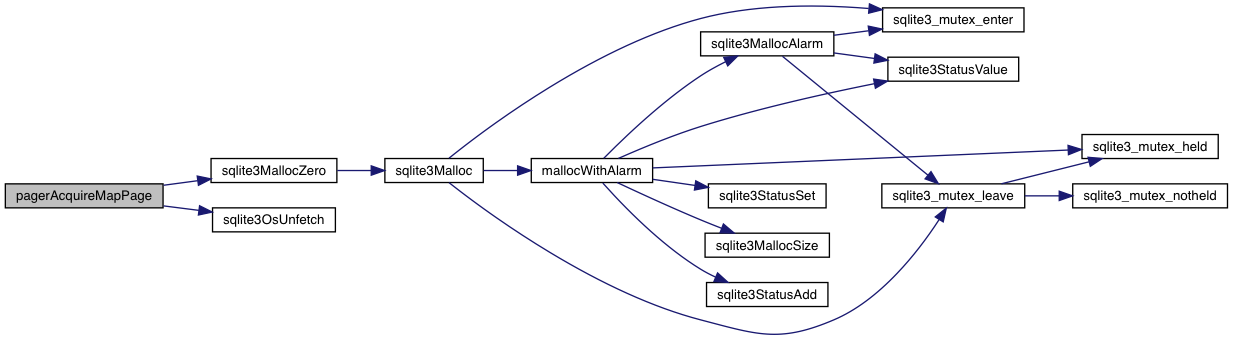 pagerAcquireMapPage
sqlite3MallocZero
sqlite3OsUnfetch
sqlite3Malloc
mallocWithAlarm
sqlite3MallocAlarm
sqlite3StatusSet
sqlite3MallocSize
sqlite3StatusAdd
sqlite3_mutex_enter
sqlite3StatusValue
sqlite3_mutex_leave
sqlite3_mutex_held
sqlite3_mutex_notheld